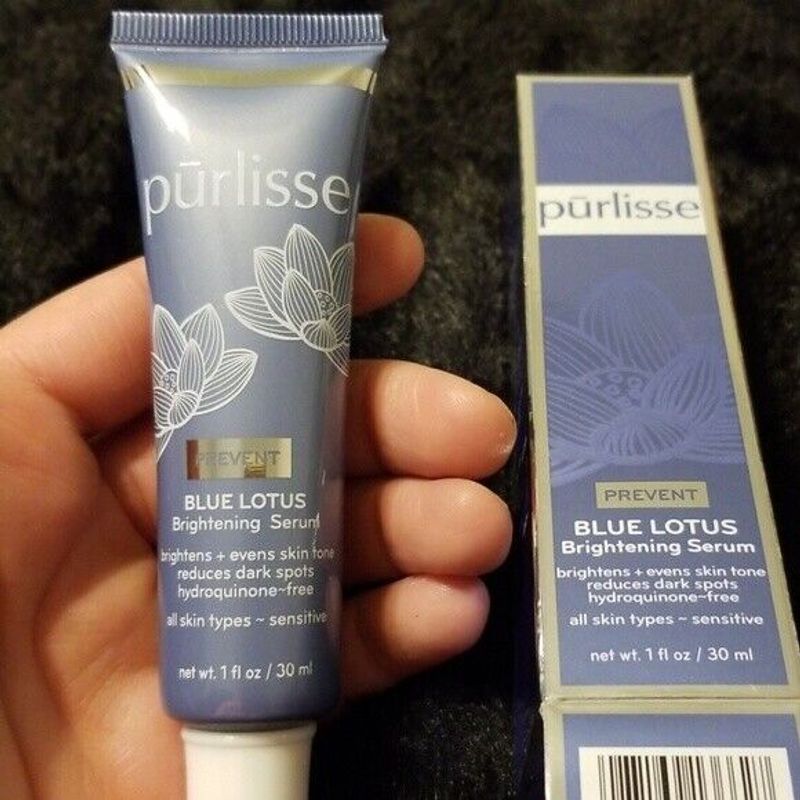 pūrlisse
PREVENT
BLUE LOTUS
Brightening Serum
brightens + evens skin tone
reduces dark spots
hydroquinone~free
all skin types ~ sensitive
net wt. 1 fl oz / 30 ml
pūrlisse
PREVENT
BLUE LOTUS
Brightening Serum
brightens + evens skin tone
reduces dark spots
hydroquinone~free
all skin types ~ sensitive
net wt. 1 fl oz / 30 ml